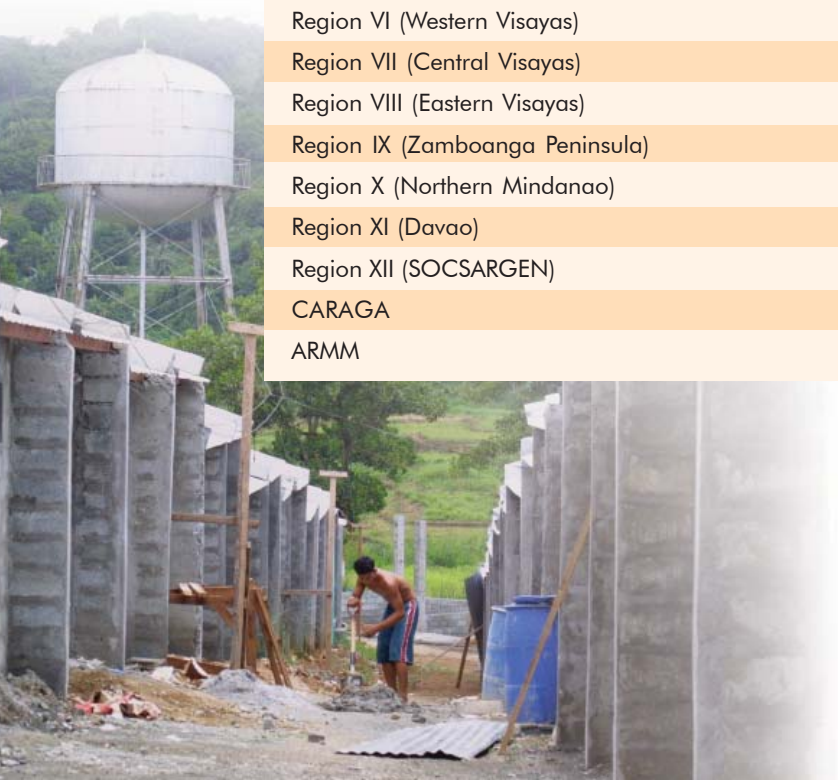 Region VI (Western Visayas)
Region VII (Central Visayas)
Region VIII (Eastern Visayas)
Region IX (Zamboanga Peninsula)
Region X (Northern Mindanao)
Region XI (Davao)
Region XII (SOCSARGEN)
CARAGA
ARMM